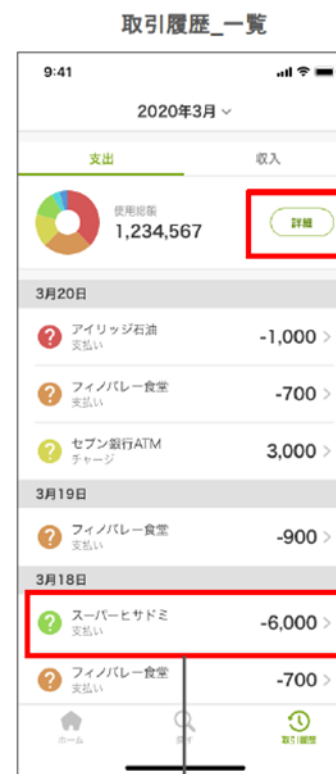 取引履歴_一覧
9:41
2020年3月
支出 収入
使用総額
1,234,567
詳細
3月20日
アイリッジ石油
支払い
-1,000
フィノバレー食堂
支払い
-700
セブン銀行ATM
チャージ
3,000
3月19日
フィノバレー食堂
支払い
-900
3月18日
スーパーヒサドミ
支払い
-6,000
フィノバレー食堂
支払い
-700
ホーム
取引履歴